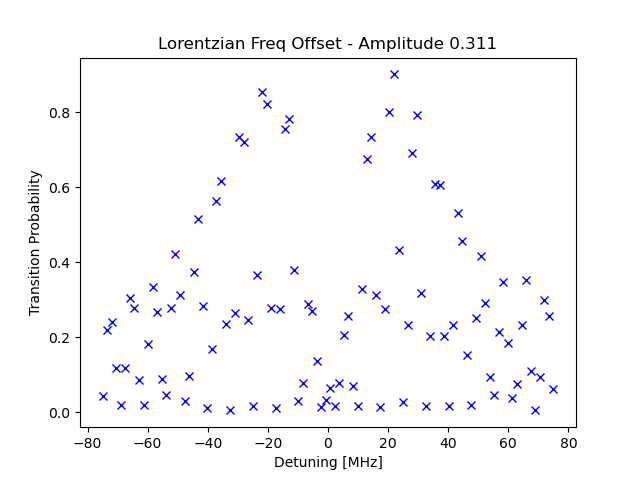 Lorentzian Freq Offset - Amplitude 0.311
Transition Probability
0.8
0.6
0.4
0.2
0.0
−80 −60 −40 −20 0 20 40 60 80
Detuning [MHz]